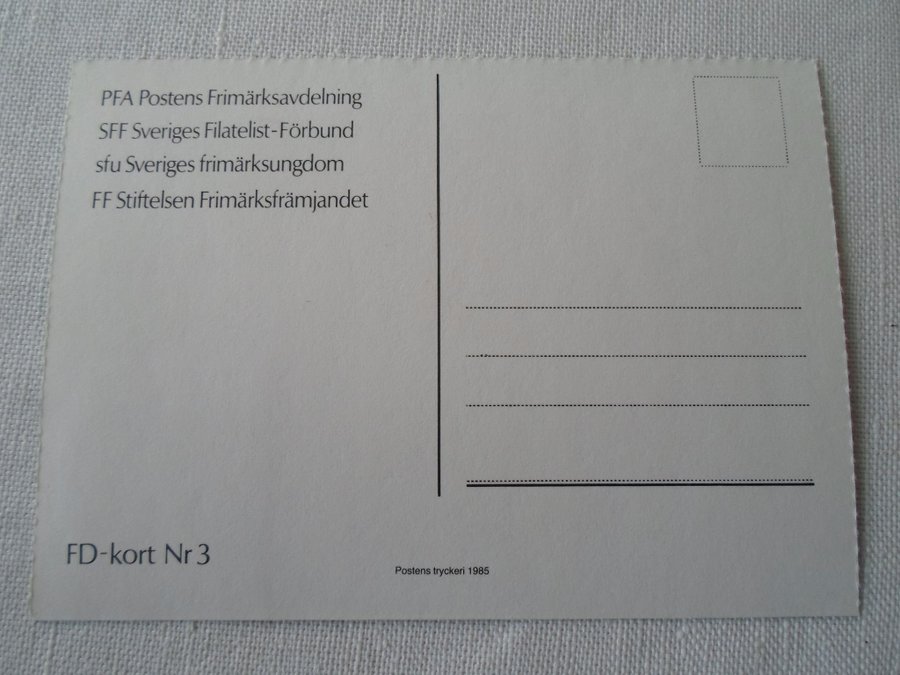 PFA Postens Frimärksavdelning
SFF Sveriges Filatelist-Förbund
sfu Sveriges frimärksungdom
FF Stiftelsen Frimärksfrämjandet
FD-kort Nr 3
Postens tryckeri 1985